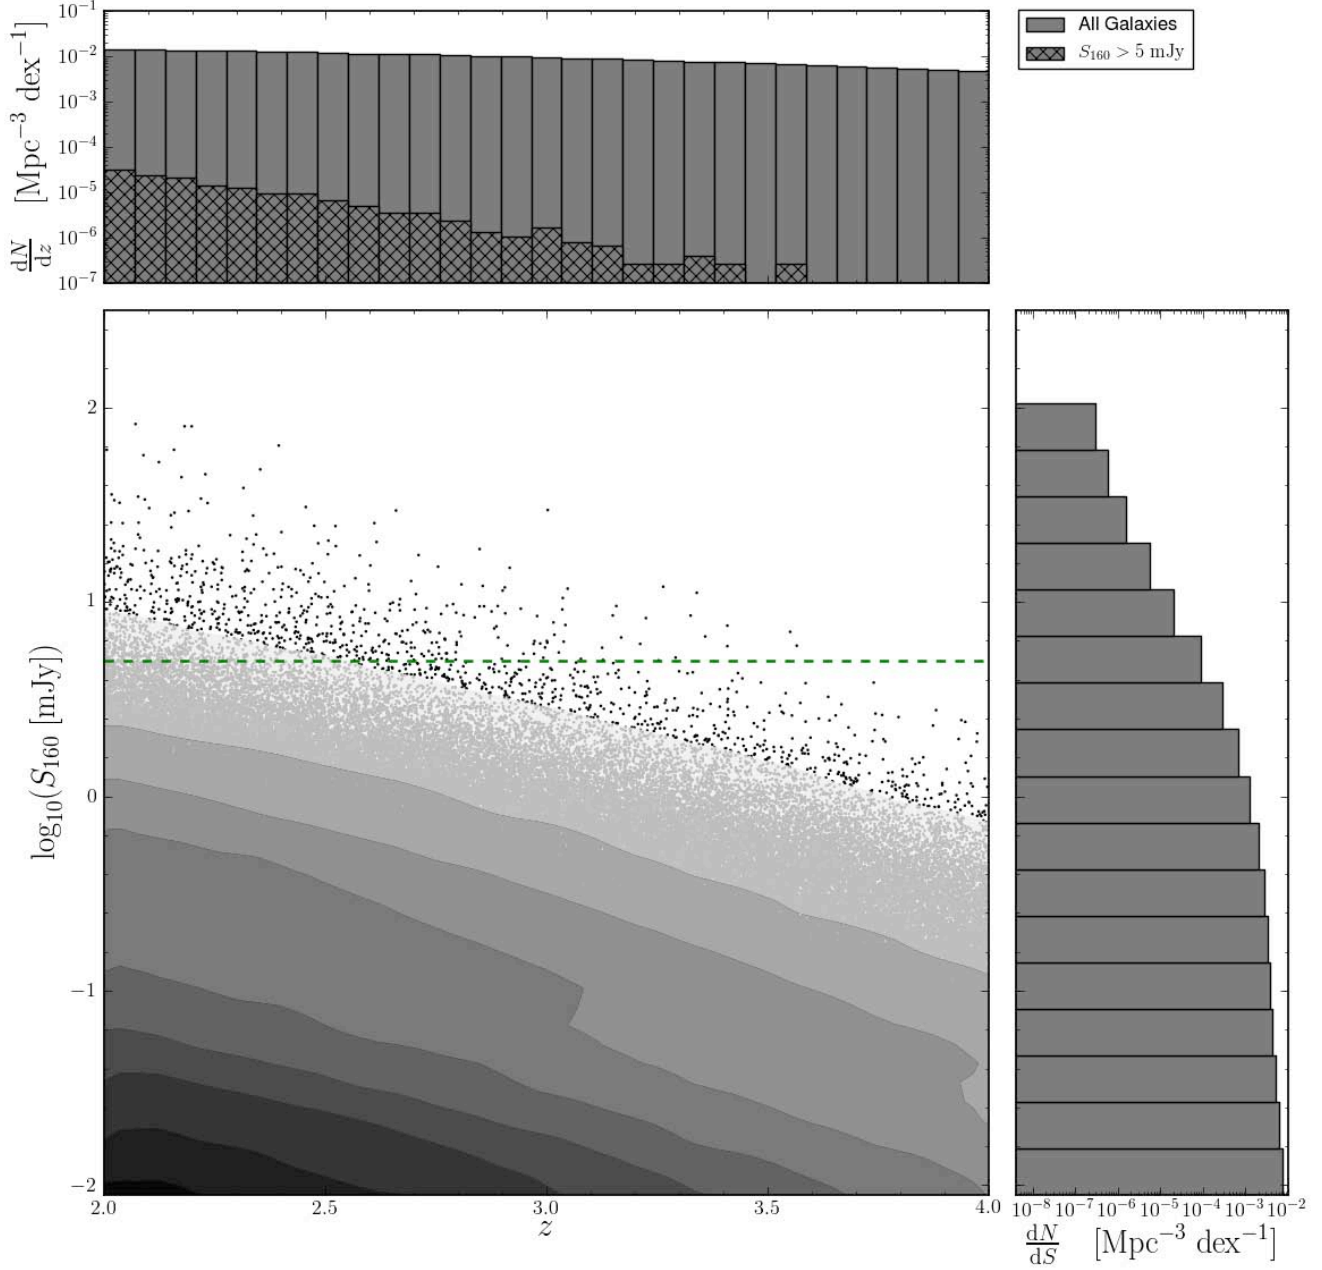 10⁻¹
10⁻²
10⁻³
10⁻⁴
10⁻⁵
10⁻⁶
10⁻⁷
dN/dz [Mpc⁻³ dex⁻¹]
All Galaxies
S₁₆₀ > 5 mJy
2
1
0
−1
−2
log₁₀(S₁₆₀ [mJy])
2.0 2.5 3.0 3.5 4.0
z
10⁻⁸ 10⁻⁷ 10⁻⁶ 10⁻⁵ 10⁻⁴ 10⁻³ 10⁻²
dN/dS [Mpc⁻³ dex⁻¹]